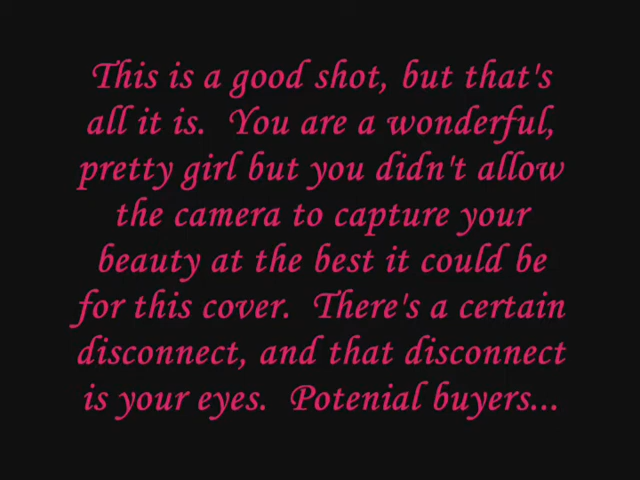 This is a good shot, but that's
all it is.  You are a wonderful,
pretty girl but you didn't allow
the camera to capture your
beauty at the best it could be
for this cover.  There's a certain
disconnect, and that disconnect
is your eyes.  Potenial buyers...